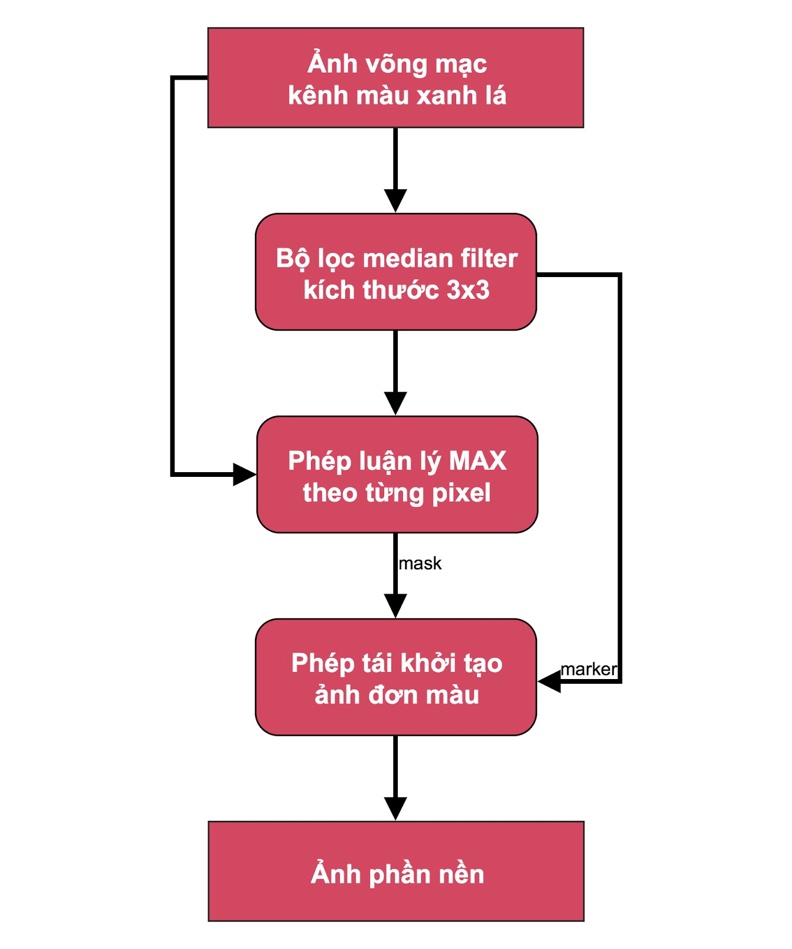 Ảnh võng mạc
kênh màu xanh lá
Bộ lọc median filter
kích thước 3x3
Phép luận lý MAX
theo từng pixel
mask
Phép tái khởi tạo
ảnh đơn màu
marker
Ảnh phần nền